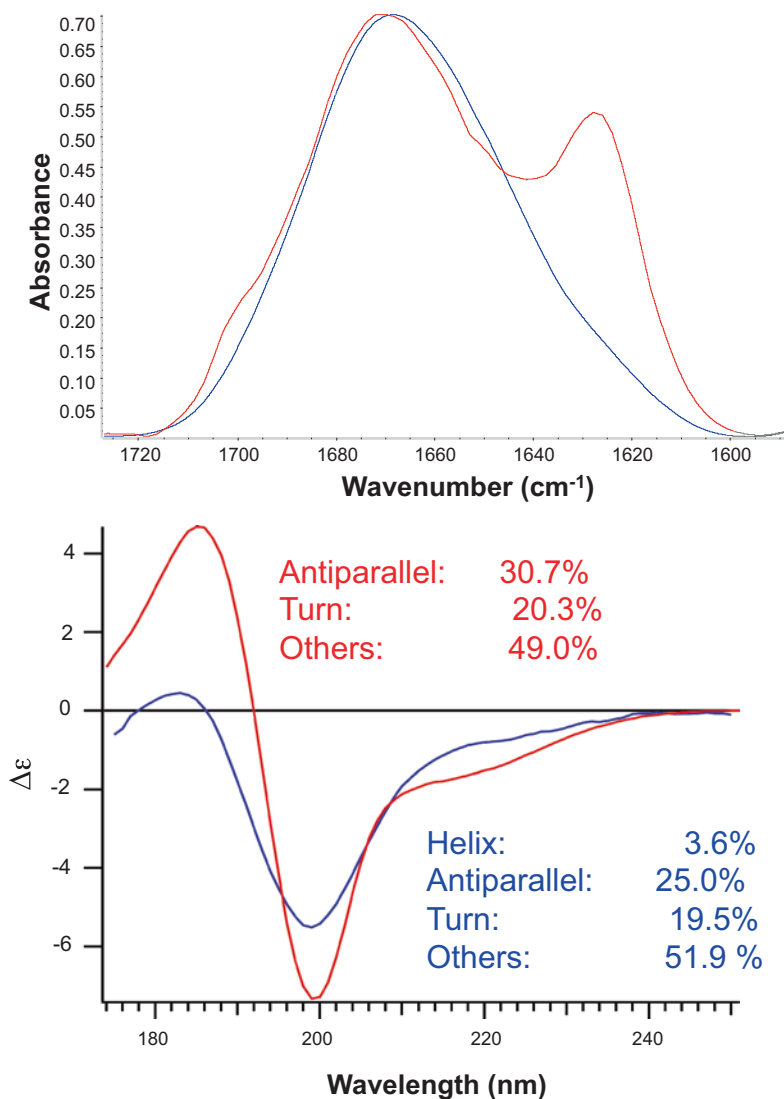 0.70
0.65
0.60
0.55
0.50
0.45
0.40
0.35
0.30
0.25
0.20
0.15
0.10
0.05
Absorbance
1720 1700 1680 1660 1640 1620 1600
Wavenumber (cm-1)
4
2
0
-2
-4
-6
Δε
Antiparallel: 30.7%
Turn: 20.3%
Others: 49.0%
Helix: 3.6%
Antiparallel: 25.0%
Turn: 19.5%
Others: 51.9 %
180 200 220 240
Wavelength (nm)